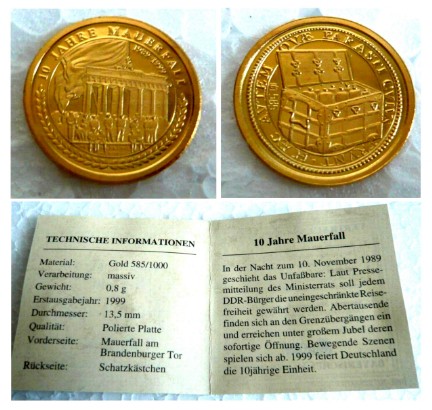 10 JAHRE MAUERFALL
1989-1999
TECHNISCHE INFORMATIONEN
Material: Gold 585/1000
Verarbeitung: massiv
Gewicht: 0,8 g
Erstausgabejahr: 1999
Durchmesser: 13,5 mm
Qualität: Polierte Platte
Vorderseite: Mauerfall am
Brandenburger Tor
Rückseite: Schatzkästchen
10 Jahre Mauerfall
In der Nacht zum 10. November 1989
geschieht das Unfaßbare: Laut Presse-
mitteilung des Ministerrats soll jedem
DDR-Bürger die uneingeschränkte Reise-
freiheit gewährt werden. Abertausende
finden sich an den Grenzübergängen ein
und erreichen unter großem Jubel deren
sofortige Öffnung. Bewegende Szenen
spielen sich ab. 1999 feiert Deutschland
die 10jährige Einheit.